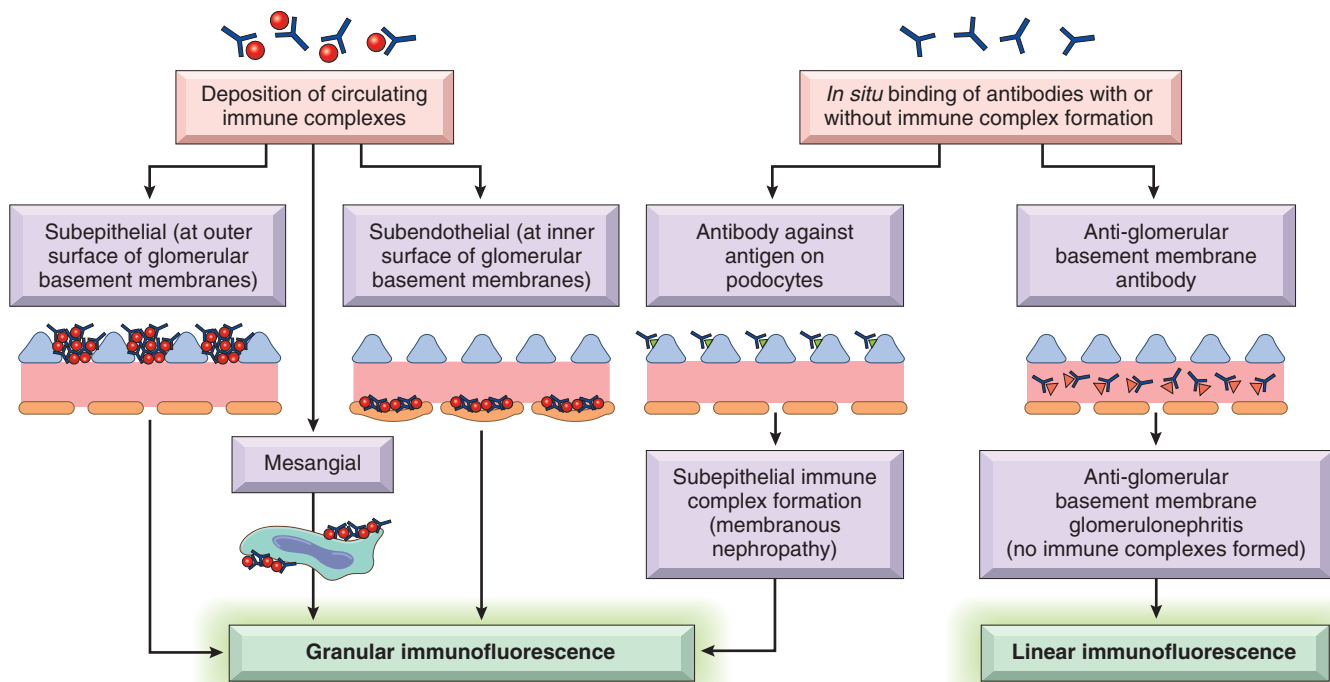 Deposition of circulating
immune complexes
In situ binding of antibodies with or
without immune complex formation
Subepithelial (at outer
surface of glomerular
basement membranes)
Subendothelial (at inner
surface of glomerular
basement membranes)
Antibody against
antigen on
podocytes
Anti-glomerular
basement membrane
antibody
Mesangial
Subepithelial immune
complex formation
(membranous
nephropathy)
Anti-glomerular
basement membrane
glomerulonephritis
(no immune complexes formed)
Granular immunofluorescence
Linear immunofluorescence